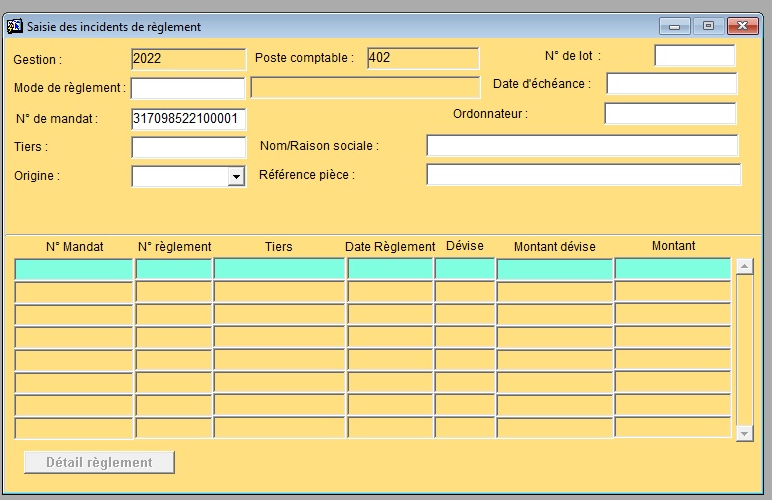 Saisie des incidents de règlement
Gestion : 2022 Poste comptable : 402 N° de lot :
Mode de règlement : Date d'échéance :
N° de mandat : 317098522100001 Ordonnateur :
Tiers : Nom/Raison sociale :
Origine : Référence pièce :
N° Mandat N° règlement Tiers Date Règlement Dévise Montant dévise Montant
Détail règlement